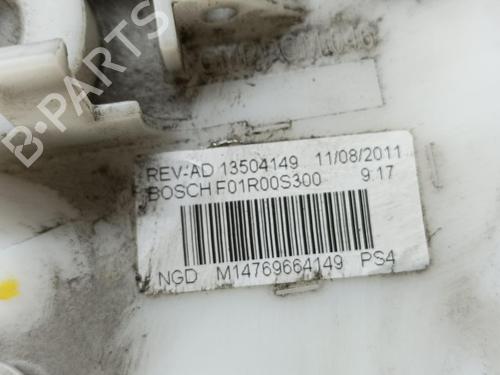 B-PARTS
REV-AD 13504149 11/08/2011
BOSCH F01R00S300 9:17
NGD M14769664149 PS4